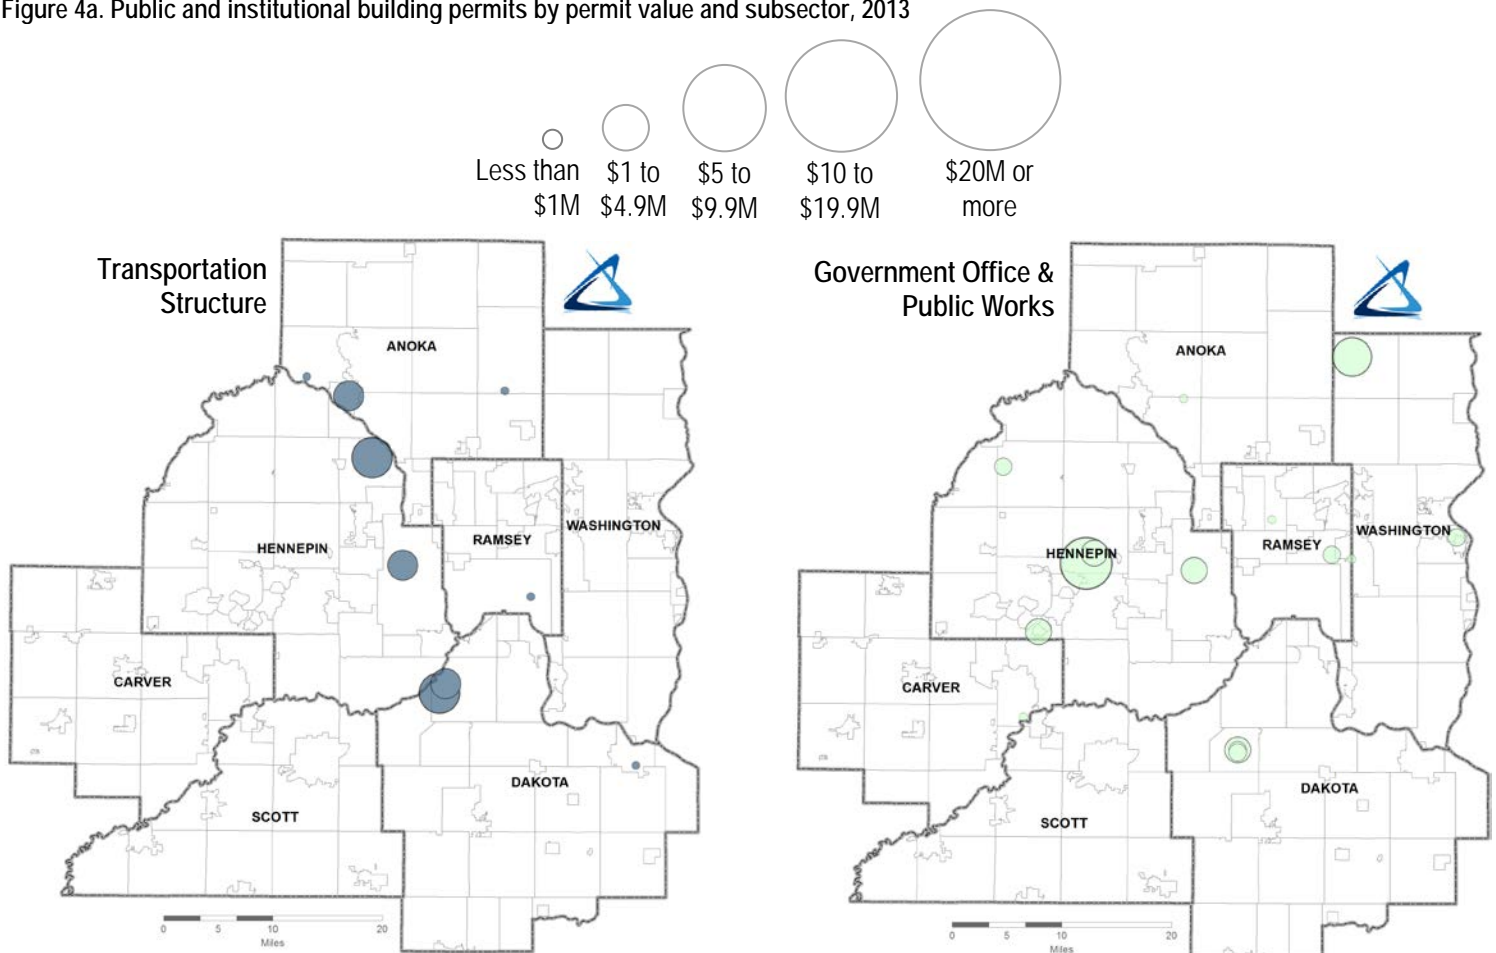 Figure 4a. Public and institutional building permits by permit value and subsector, 2013
Less than
$1M
$1 to
$4.9M
$5 to
$9.9M
$10 to
$19.9M
$20M or
more
Transportation
Structure
ANOKA
HENNEPIN
RAMSEY
WASHINGTON
CARVER
SCOTT
DAKOTA
0 5 10 20
Miles
Government Office &
Public Works
ANOKA
HENNEPIN
RAMSEY
WASHINGTON
CARVER
SCOTT
DAKOTA
0 5 10 20
Miles